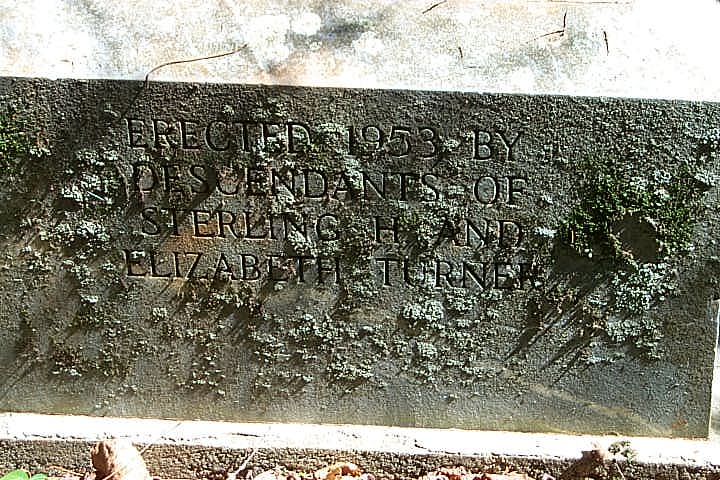 ERECTED 1953 BY
DESCENDANTS OF
STERLING H AND
ELIZABETH TURNER